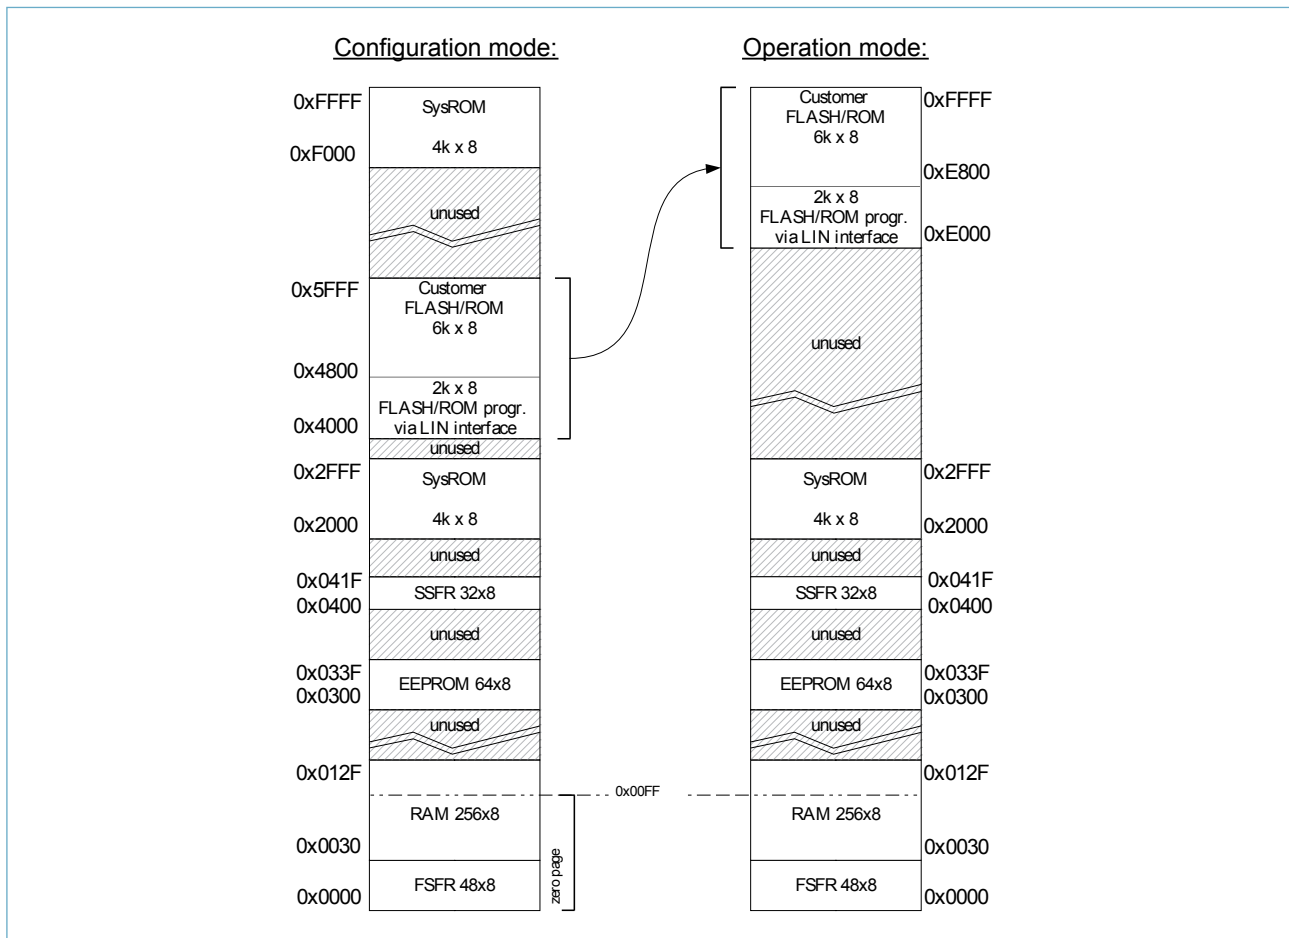 Configuration mode:
0xFFFF
SysROM
4k x 8
0xF000
unused
0x5FFF
Customer
FLASH/ROM
6k x 8
0x4800
2k x 8
FLASH/ROM progr.
via LIN interface
0x4000
unused
0x2FFF
SysROM
4k x 8
0x2000
unused
0x041F
SSFR 32x8
0x0400
unused
0x033F
EEPROM 64x8
0x0300
unused
0x012F
RAM 256x8
0x0030
FSFR 48x8
0x0000
0x00FF
zero page
Operation mode:
Customer
0xFFFF
FLASH/ROM
6k x 8
0xE800
2k x 8
FLASH/ROM progr.
via LIN interface
0xE000
unused
0x2FFF
SysROM
4k x 8
0x2000
unused
0x041F
SSFR 32x8
0x0400
unused
0x033F
EEPROM 64x8
0x0300
unused
0x012F
RAM 256x8
0x0030
FSFR 48x8
0x0000